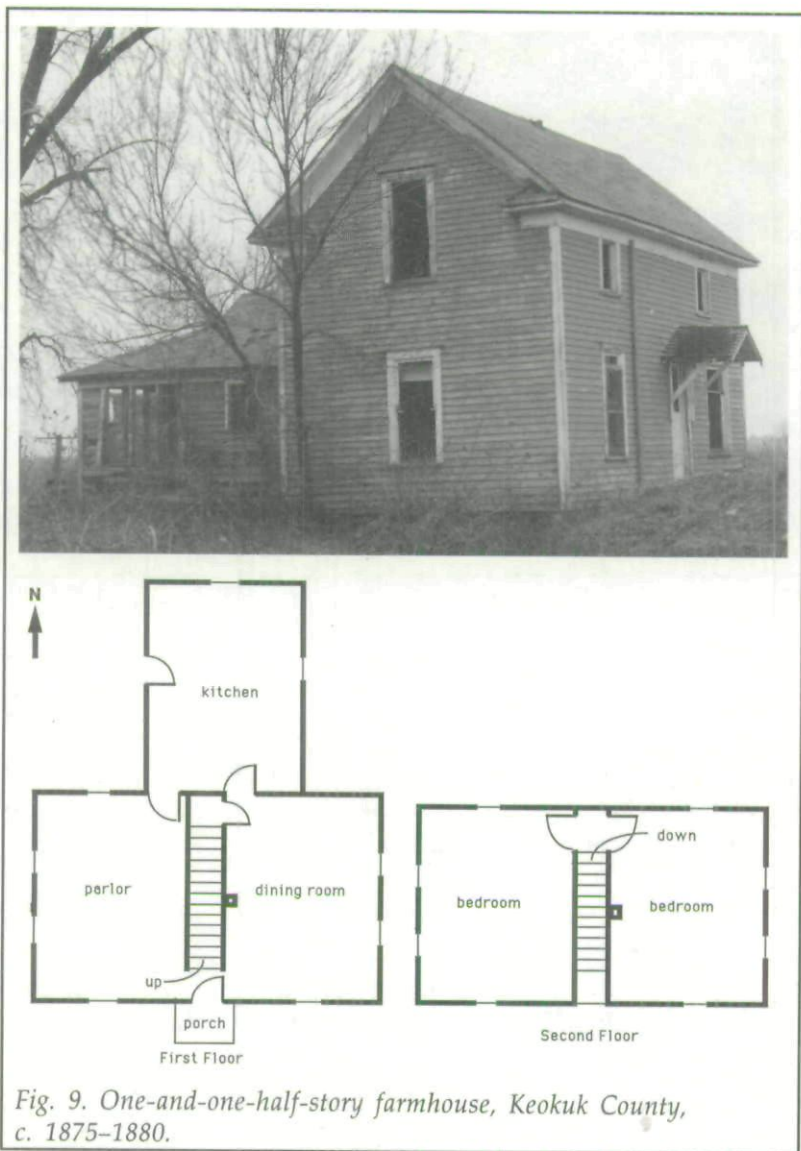 N
kitchen
parlor
dining room
up
porch
First Floor
down
bedroom
bedroom
Second Floor
Fig. 9. One-and-one-half-story farmhouse, Keokuk County,
c. 1875–1880.